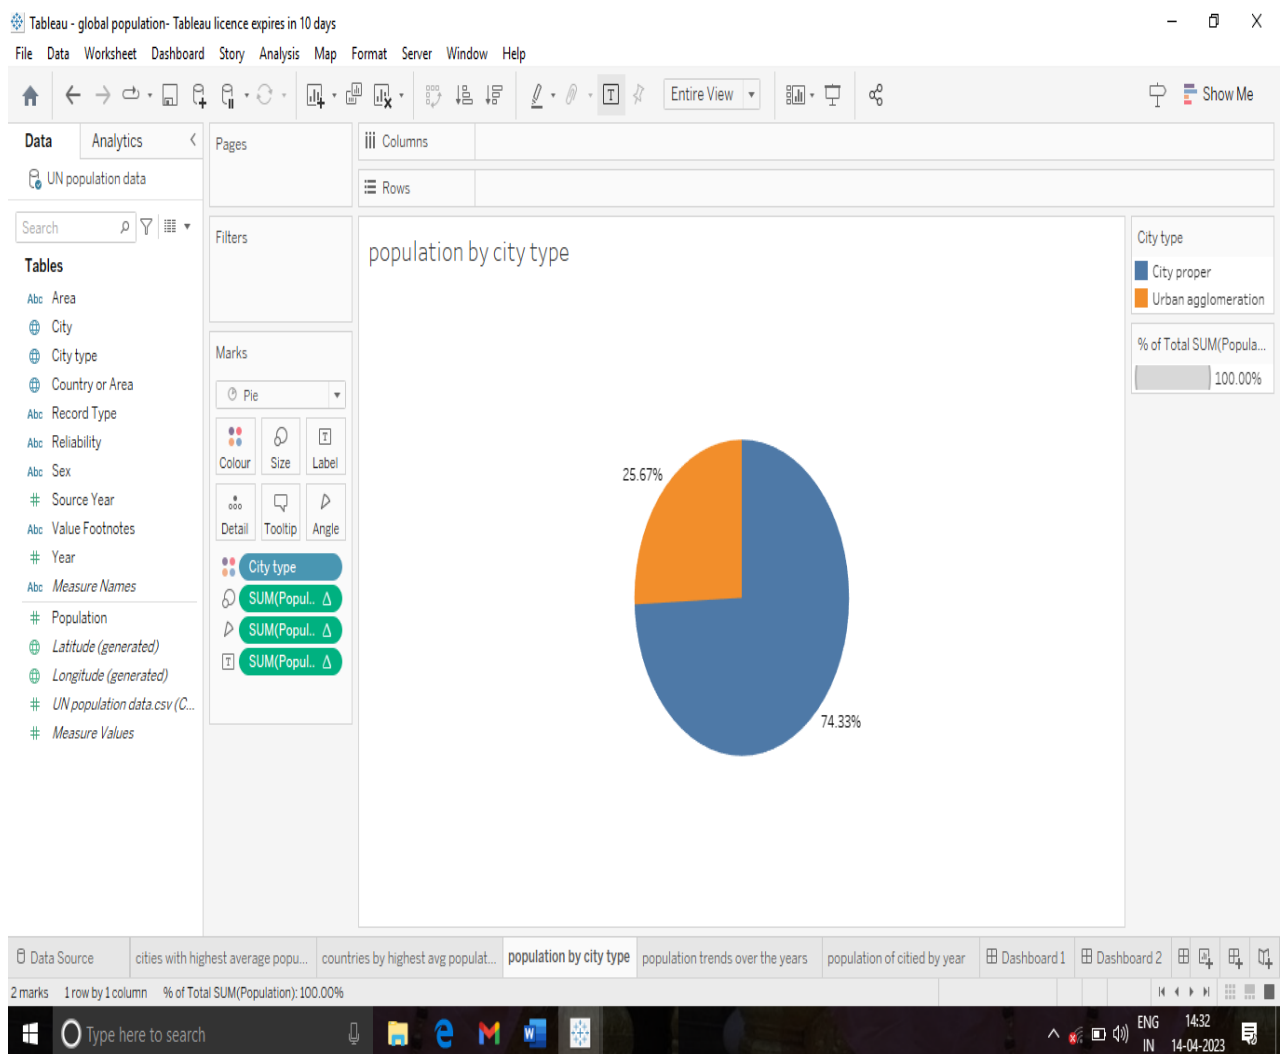 Tableau - global population- Tableau licence expires in 10 days
File Data Worksheet Dashboard Story Analysis Map Format Server Window Help
Entire View
Show Me
Data Analytics
UN population data
Search
Tables
Abc Area
City
City type
Country or Area
Abc Record Type
Abc Reliability
Abc Sex
# Source Year
Abc Value Footnotes
# Year
Abc Measure Names
# Population
Latitude (generated)
Longitude (generated)
# UN population data.csv (C...
# Measure Values
Pages
Filters
Marks
Pie
Colour Size Label
Detail Tooltip Angle
City type
SUM(Popul.. Δ
SUM(Popul.. Δ
SUM(Popul.. Δ
Columns
Rows
population by city type
25.67%
74.33%
City type
City proper
Urban agglomeration
% of Total SUM(Popula...
100.00%
Data Source cities with highest average popu... countries by highest avg populat... population by city type population trends over the years population of citied by year Dashboard 1 Dashboard 2
2 marks 1 row by 1 column % of Total SUM(Population): 100.00%
Type here to search
ENG
IN
14:32
14-04-2023